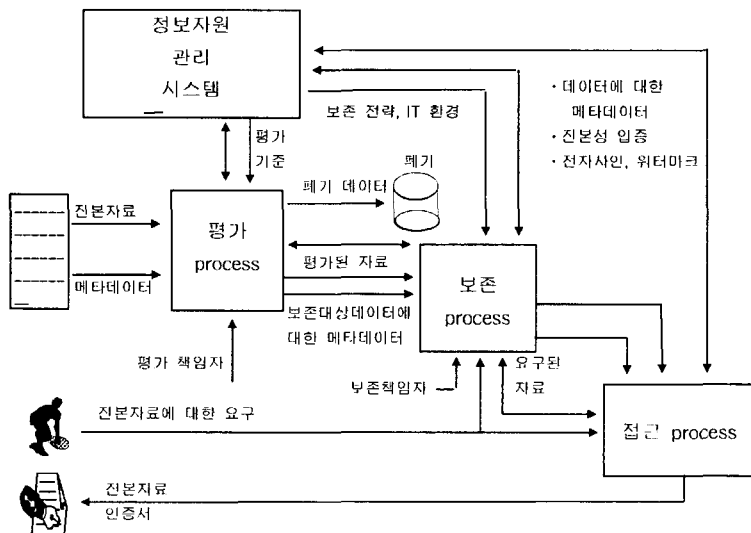 정보자원
관리
시스템
보존 전략, IT 환경
· 데이터에 대한
메타데이터
· 진본성 입증
· 전자사인, 워터마크
평가
기준
폐기
폐기 데이터
진본자료
메타데이터
평가
process
평가된 자료
보존대상데이터에
대한 메타데이터
보존
process
평가 책임자
보존책임자
요구된
자료
진본자료에 대한 요구
접근 process
진본자료
인증서